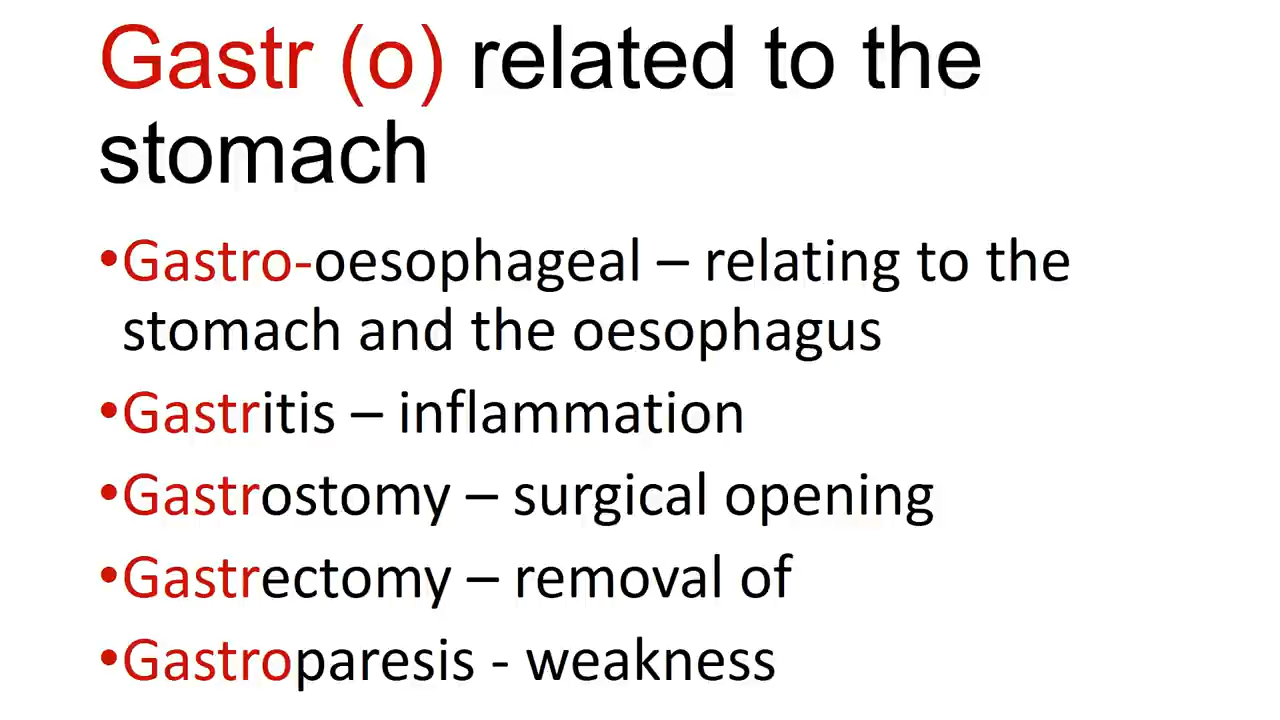 Gastr (o) related to the
stomach
•Gastro-oesophageal – relating to the
stomach and the oesophagus
•Gastritis – inflammation
•Gastrostomy – surgical opening
•Gastrectomy – removal of
•Gastroparesis - weakness